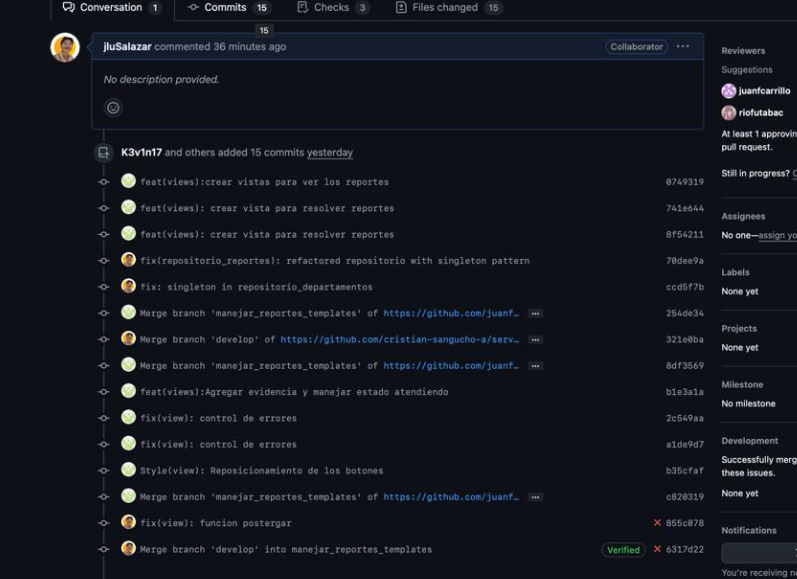 Conversation 1 Commits 15 Checks 3 Files changed 15
15
jluSalazar commented 36 minutes ago Collaborator ...
No description provided.
K3v1n17 and others added 15 commits yesterday
feat(views):crear vistas para ver los reportes 0749319
feat(views): crear vista para resolver reportes 741e644
feat(views): crear vista para resolver reportes 8f54211
fix(repositorio_reportes): refactored repositorio with singleton pattern 70dee9a
fix: singleton in repositorio_departamentos ccd5f7b
Merge branch 'manejar_reportes_templates' of https://github.com/juanf… ... 254de34
Merge branch 'develop' of https://github.com/cristian-sangucho-a/serv… ... 321e0ba
Merge branch 'manejar_reportes_templates' of https://github.com/juanf… ... 8df3569
feat(views):Agregar evidencia y manejar estado atendiendo b1e3a1a
fix(view): control de errores 2c549aa
fix(view): control de errores a1de9d7
Style(view): Reposicionamiento de los botones b35cfaf
Merge branch 'manejar_reportes_templates' of https://github.com/juanf… ... c820319
fix(view): funcion postergar 855c078
Merge branch 'develop' into manejar_reportes_templates Verified 6317d22
Reviewers
Suggestions
juanfcarrillo
riofutabac
At least 1 approvin
pull request.
Still in progress?
Assignees
No one—assign yo
Labels
None yet
Projects
None yet
Milestone
No milestone
Development
Successfully merg
these issues.
None yet
Notifications
You're receiving n